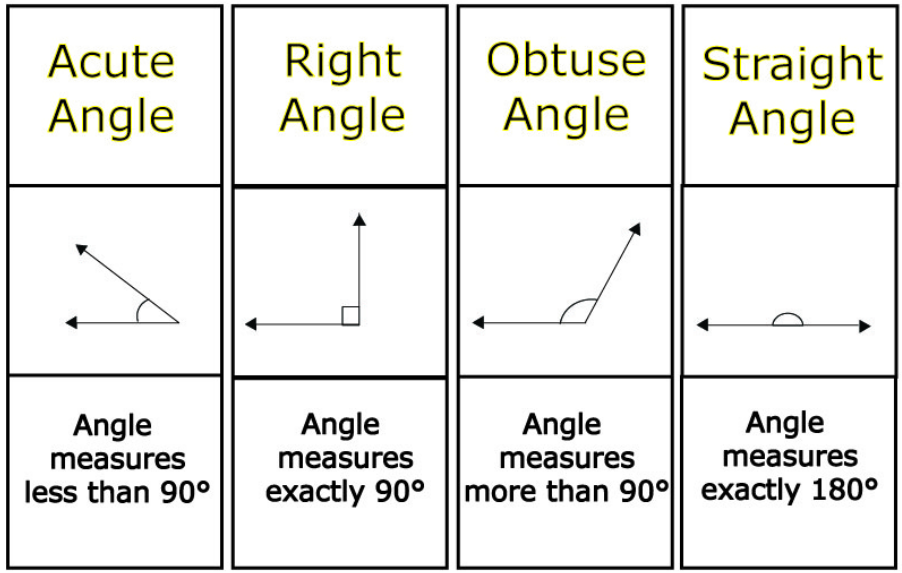 Acute
Angle
Right
Angle
Obtuse
Angle
Straight
Angle
Angle
measures
less than 90°
Angle
measures
exactly 90°
Angle
measures
more than 90°
Angle
measures
exactly 180°